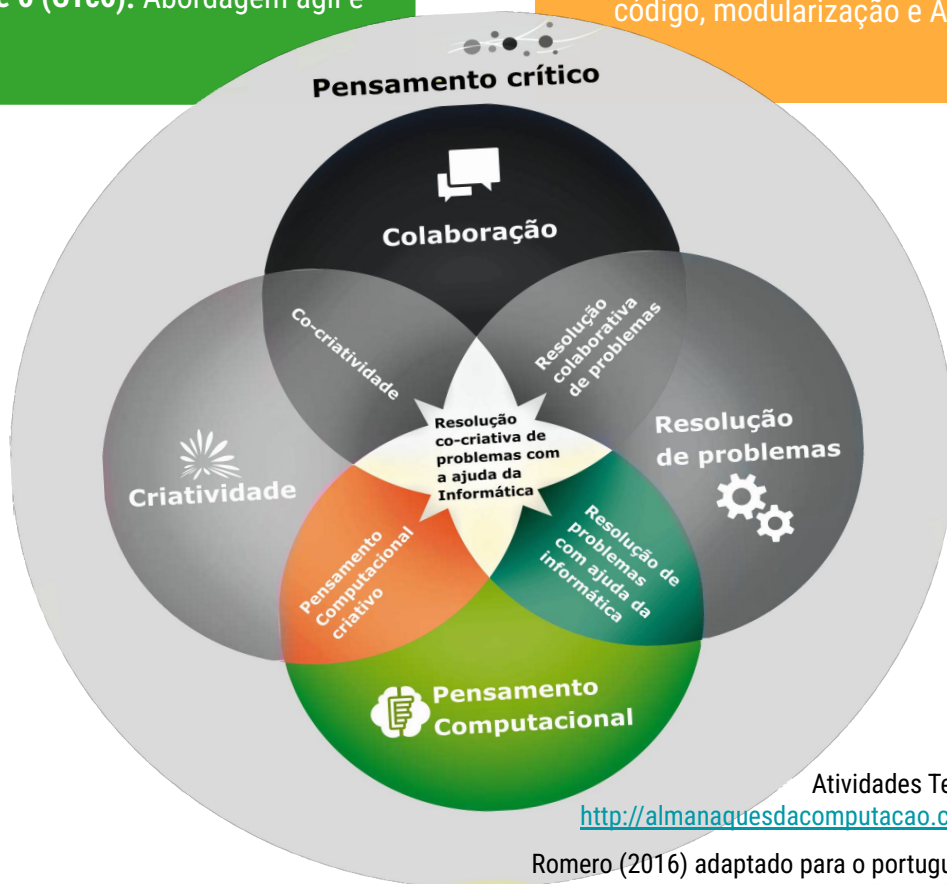 e 6 (CTe6): Abordagem ágil e
código, modularização e A
Pensamento crítico
Colaboração
Co-criatividade
Resolução
colaborativa
de problemas
Criatividade
Resolução
co-criativa de
problemas com
a ajuda da
Informática
Resolução
de problemas
Pensamento
Computacional
criativo
Resolução de
problemas
com ajuda da
informática
Pensamento
Computacional
Atividades Te
http://almanaquesdacomputacao.c
Romero (2016) adaptado para o portugu